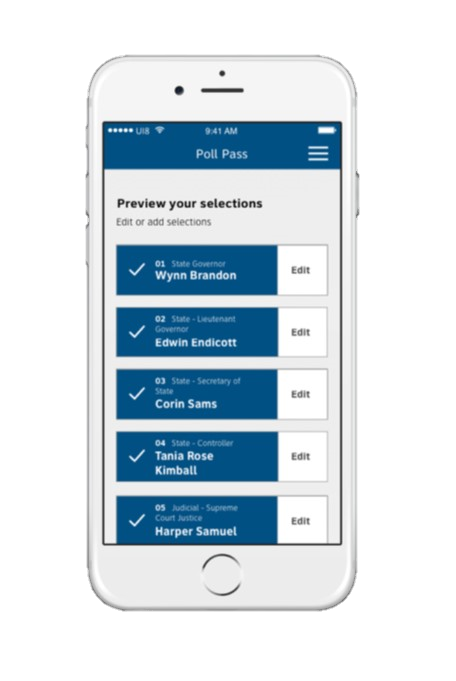 UI8 9:41 AM
Poll Pass
Preview your selections
Edit or add selections
01 State Governor
Wynn Brandon
Edit
02 State - Lieutenant
Governor
Edwin Endicott
Edit
03 State - Secretary of
State
Corin Sams
Edit
04 State - Controller
Tania Rose
Kimball
Edit
05 Judicial - Supreme
Court Justice
Harper Samuel
Edit